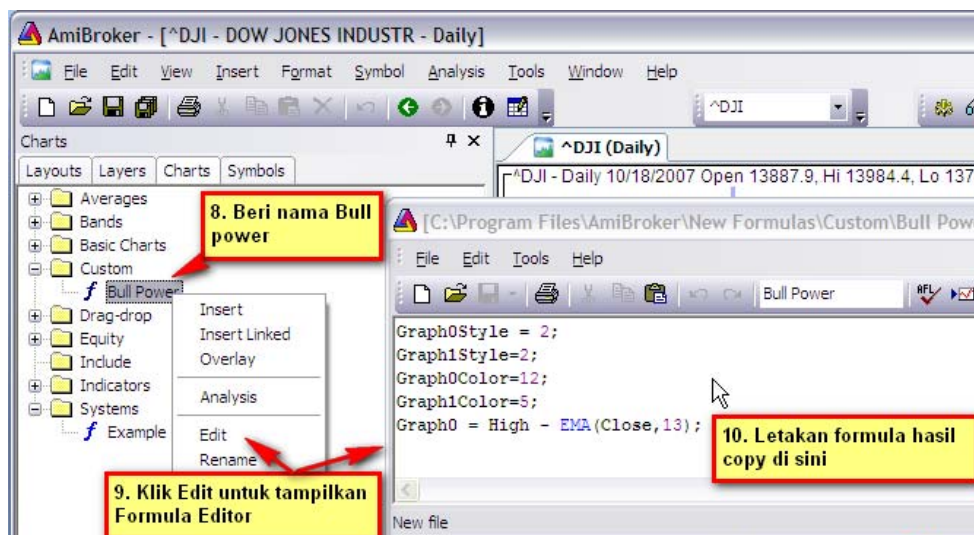 AmiBroker - [^DJI - DOW JONES INDUSTR - Daily]
File Edit View Insert Format Symbol Analysis Tools Window Help
^DJI
6
Charts
Layouts Layers Charts Symbols
Averages
Bands
Basic Charts
Custom
Bull Power
Drag-drop
Equity
Include
Indicators
Systems
Example
8. Beri nama Bull
power
Insert
Insert Linked
Overlay
Analysis
Edit
Rename
9. Klik Edit untuk tampilkan
Formula Editor
^DJI (Daily)
^DJI - Daily 10/18/2007 Open 13887.9, Hi 13984.4, Lo 137
[C:\Program Files\AmiBroker\New Formulas\Custom\Bull Pow
File Edit Tools Help
Bull Power
AFL
Graph0Style = 2;
Graph1Style=2;
Graph0Color=12;
Graph1Color=5;
Graph0 = High - EMA(Close,13);
10. Letakan formula hasil
copy di sini
New file